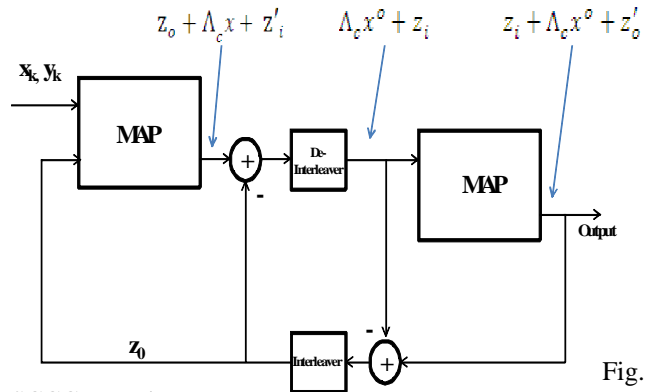 z_o + Λ_c x + z'_i
Λ_c x^o + z_i
z_i + Λ_c x^o + z'_o
x_k, y_k
MAP
+
-
De-
Interleaver
MAP
Output
z_0
Interleaver
-
+
Fig.